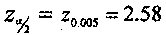 z_{α/2} = z_{0.005} = 2.58